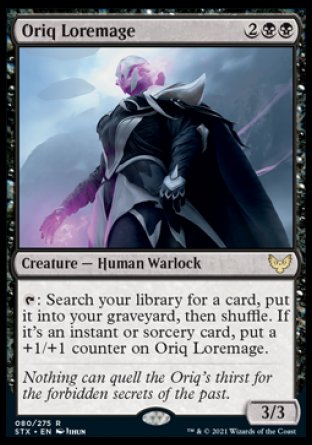 Oriq Loremage 2
Creature — Human Warlock
: Search your library for a card, put
it into your graveyard, then shuffle. If
it's an instant or sorcery card, put a
+1/+1 counter on Oriq Loremage.
Nothing can quell the Oriq's thirst for
the forbidden secrets of the past.
080/275 R
STX • EN IHUN
3/3
™ & © 2021 Wizards of the Coast